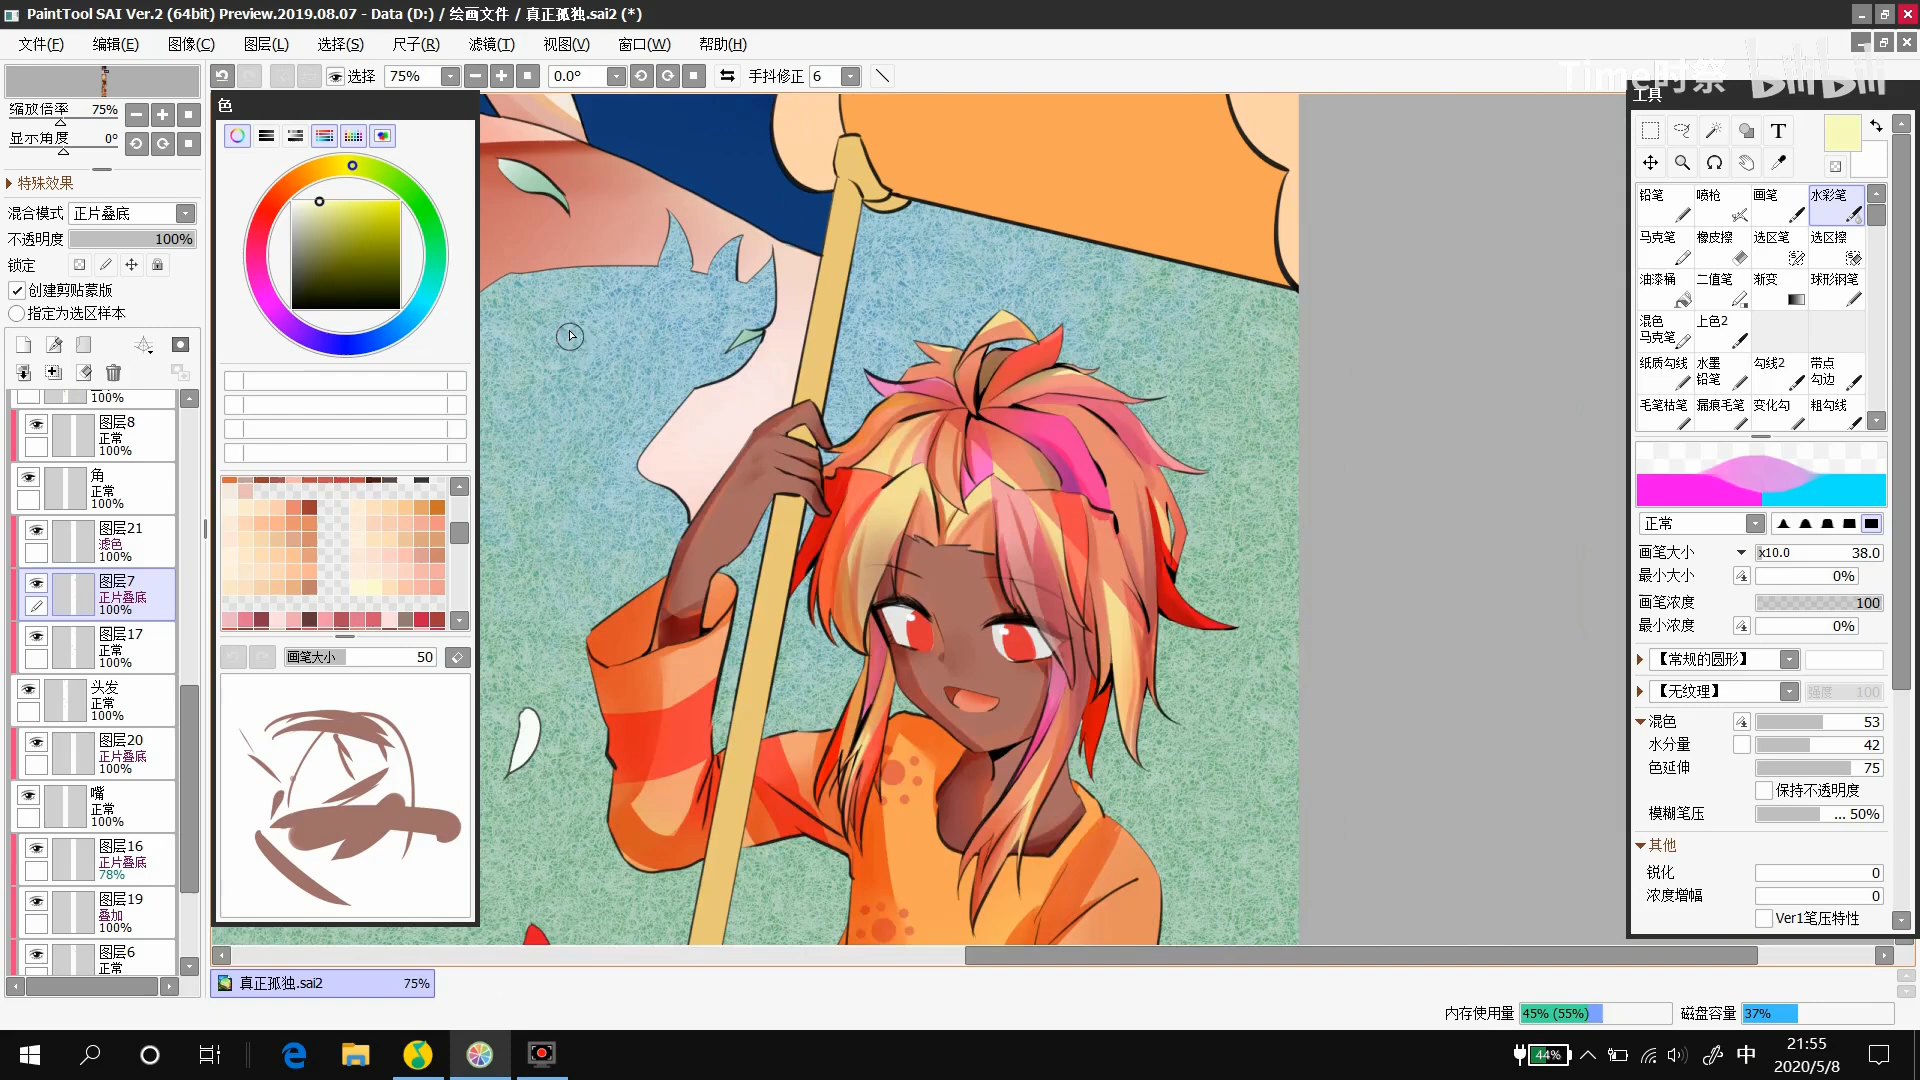 PaintTool SAI Ver.2 (64bit) Preview.2019.08.07 - Data (D:) / 绘画文件 / 真正孤独.sai2 (*)
文件(F) 编辑(E) 图像(C) 图层(L) 选择(S) 尺子(R) 滤镜(T) 视图(V) 窗口(W) 帮助(H)
选择 75% 0.0° 手抖修正 6
Time时祭 bilibili
缩放倍率 75%
显示角度 0°
特殊效果
混合模式 正片叠底
不透明度 100%
锁定
创建剪贴蒙版
指定为选区样本
100%
图层8
正常
100%
角
正常
100%
图层21
滤色
100%
图层7
正片叠底
100%
图层17
正常
100%
头发
正常
100%
图层20
正片叠底
100%
嘴
正常
100%
图层16
正片叠底
78%
图层19
叠加
100%
图层6
正常
色
画笔大小 50
工具
T
铅笔 喷枪 画笔 水彩笔
马克笔 橡皮擦 选区笔 选区擦
油漆桶 二值笔 渐变 球形钢笔
混色
马克笔
上色2
纸质勾线
水墨
铅笔
勾线2
带点
勾边
毛笔枯笔 漏痕毛笔 变化勾 粗勾线
正常
画笔大小 x10.0 38.0
最小大小 0%
画笔浓度 100
最小浓度 0%
【常规的圆形】
【无纹理】 强度 100
混色 53
水分量 42
色延伸 75
保持不透明度
模糊笔压 ... 50%
其他
锐化 0
浓度增幅 0
Ver1笔压特性
真正孤独.sai2 75%
内存使用量 45% (55%) 磁盘容量 37%
44%
中
21:55
2020/5/8